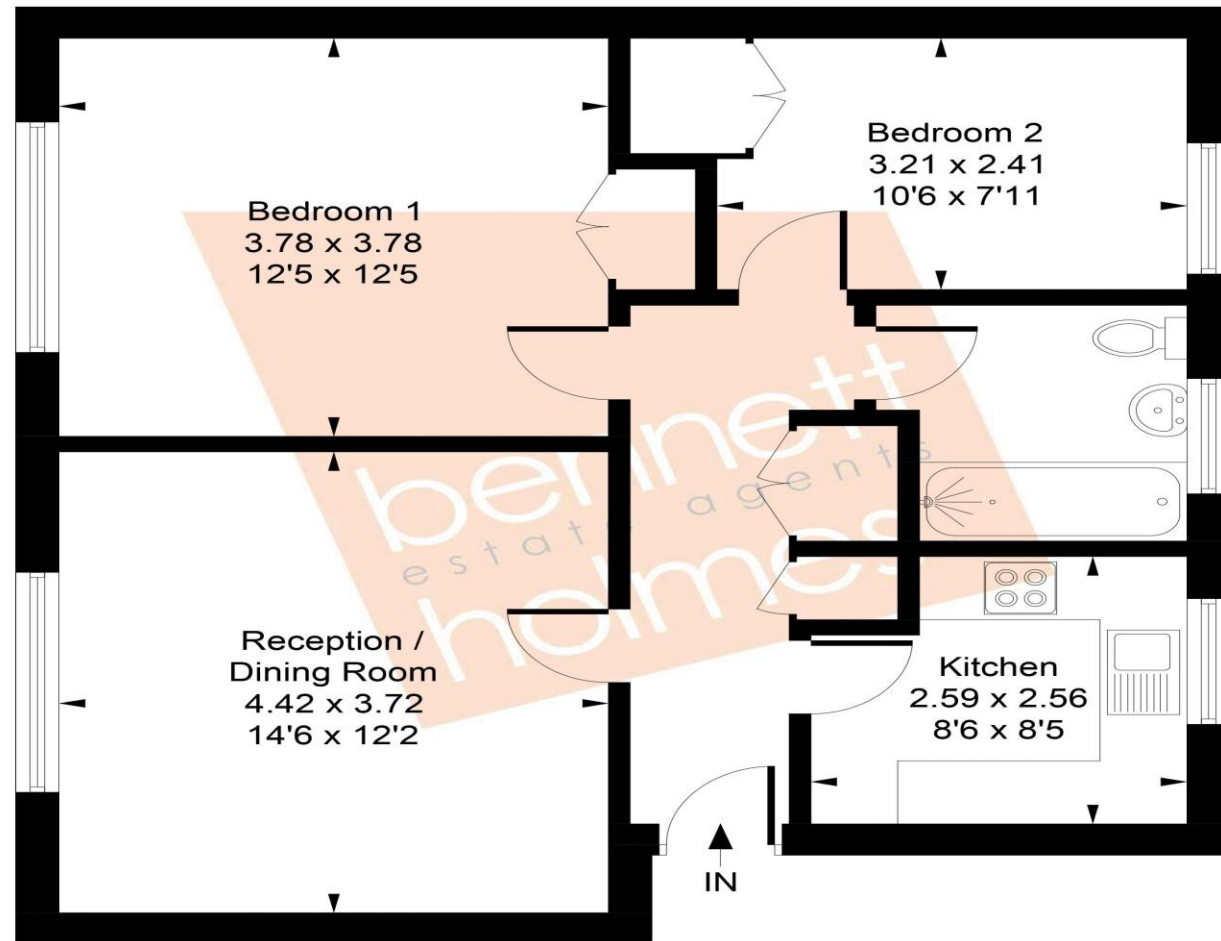 Bedroom 1
3.78 x 3.78
12'5 x 12'5
Bedroom 2
3.21 x 2.41
10'6 x 7'11
bennett
estate agents
holmes
Reception /
Dining Room
4.42 x 3.72
14'6 x 12'2
Kitchen
2.59 x 2.56
8'6 x 8'5
IN